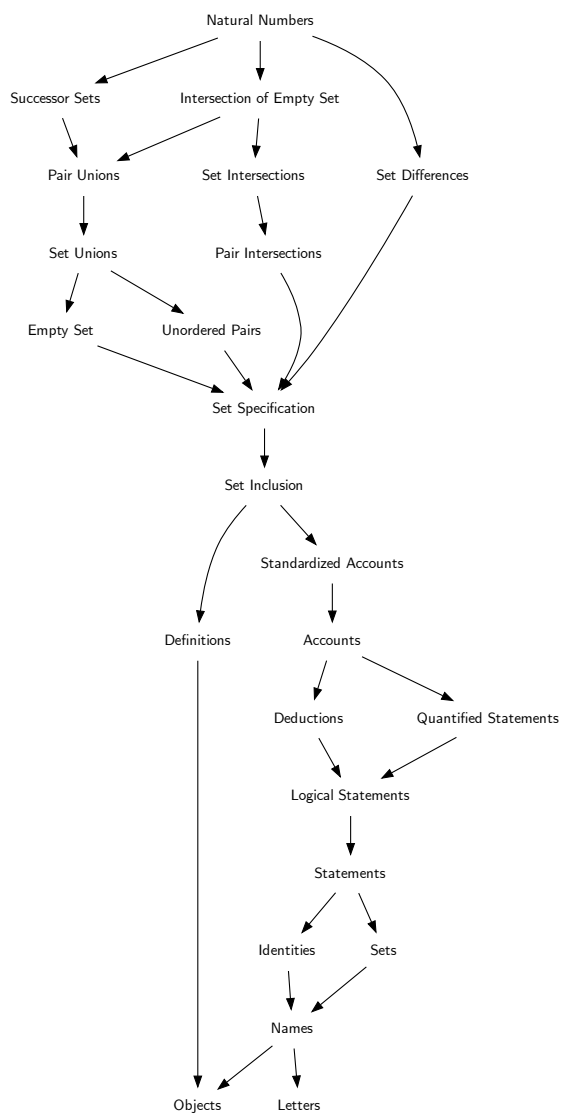 Natural Numbers
Successor Sets
Intersection of Empty Set
Pair Unions
Set Intersections
Set Differences
Set Unions
Pair Intersections
Empty Set
Unordered Pairs
Set Specification
Set Inclusion
Standardized Accounts
Definitions
Accounts
Deductions
Quantified Statements
Logical Statements
Statements
Identities
Sets
Names
Objects
Letters